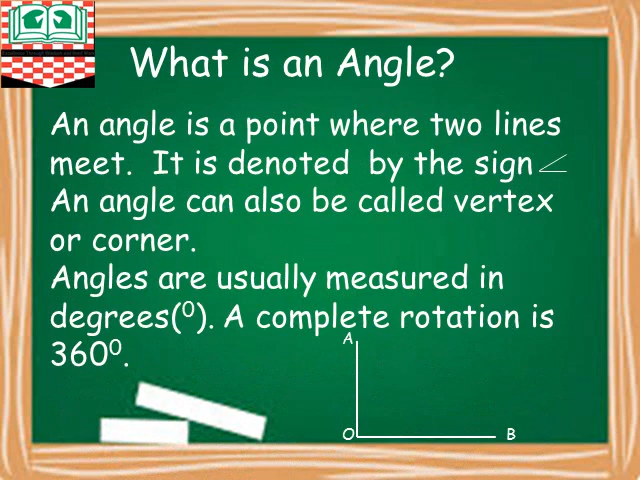 What is an Angle?
An angle is a point where two lines
meet. It is denoted by the sign ∠
An angle can also be called vertex
or corner.
Angles are usually measured in
degrees(⁰). A complete rotation is
360⁰.
A
O
B